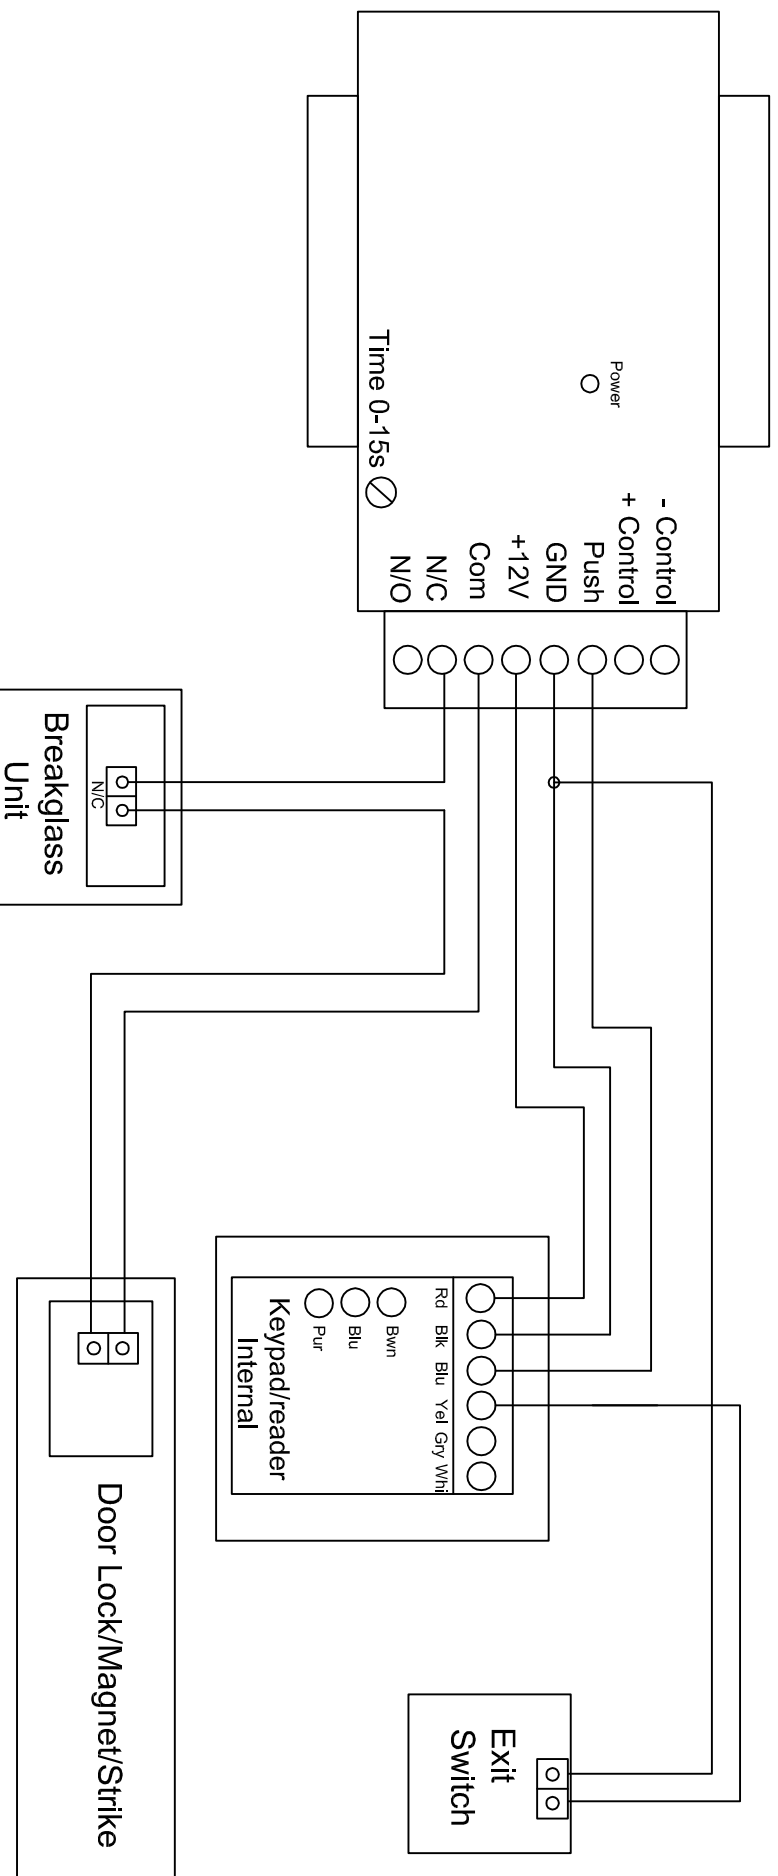 Power
Time 0-15s
- Control
+ Control
Push
GND
+12V
Com
N/C
N/O
Breakglass
Unit
N/C
Rd
Blk
Blu
Yel
Gry
Whi
Bwn
Blu
Pur
Keypad/reader
Internal
Exit
Switch
Door Lock/Magnet/Strike